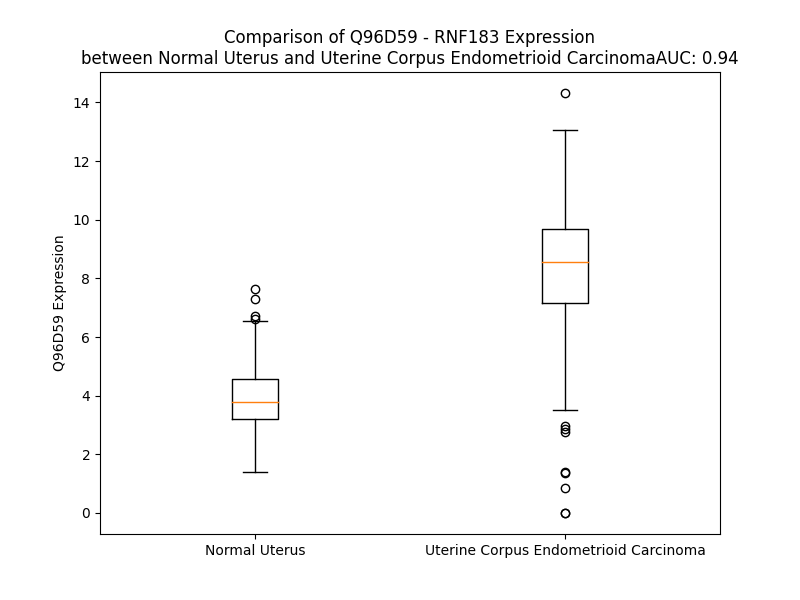 Comparison of Q96D59 - RNF183 Expression
between Normal Uterus and Uterine Corpus Endometrioid CarcinomaAUC: 0.94
14
12
10
8
6
4
2
0
Q96D59 Expression
Normal Uterus
Uterine Corpus Endometrioid Carcinoma